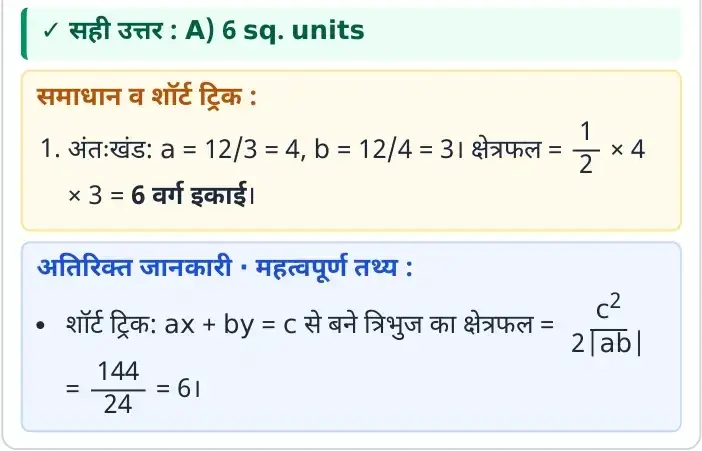 ✓ सही उत्तर : A) 6 sq. units
समाधान व शॉर्ट ट्रिक :
1. अंतःखंड: a = 12/3 = 4, b = 12/4 = 3। क्षेत्रफल = 1/2 × 4
× 3 = 6 वर्ग इकाई।
अतिरिक्त जानकारी · महत्वपूर्ण तथ्य :
• शॉर्ट ट्रिक: ax + by = c से बने त्रिभुज का क्षेत्रफल = c²/2|ab|
= 144/24 = 6।